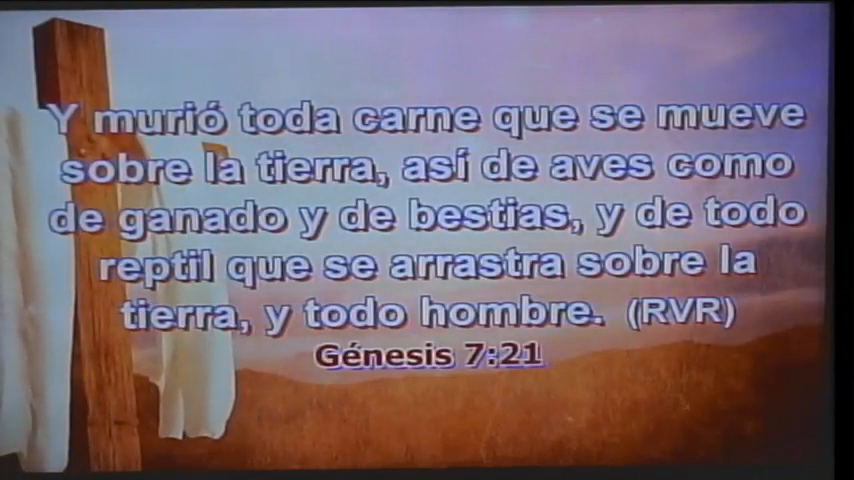 Y murió toda carne que se mueve
sobre la tierra, así de aves como
de ganado y de bestias, y de todo
reptil que se arrastra sobre la
tierra, y todo hombre. (RVR)
Génesis 7:21